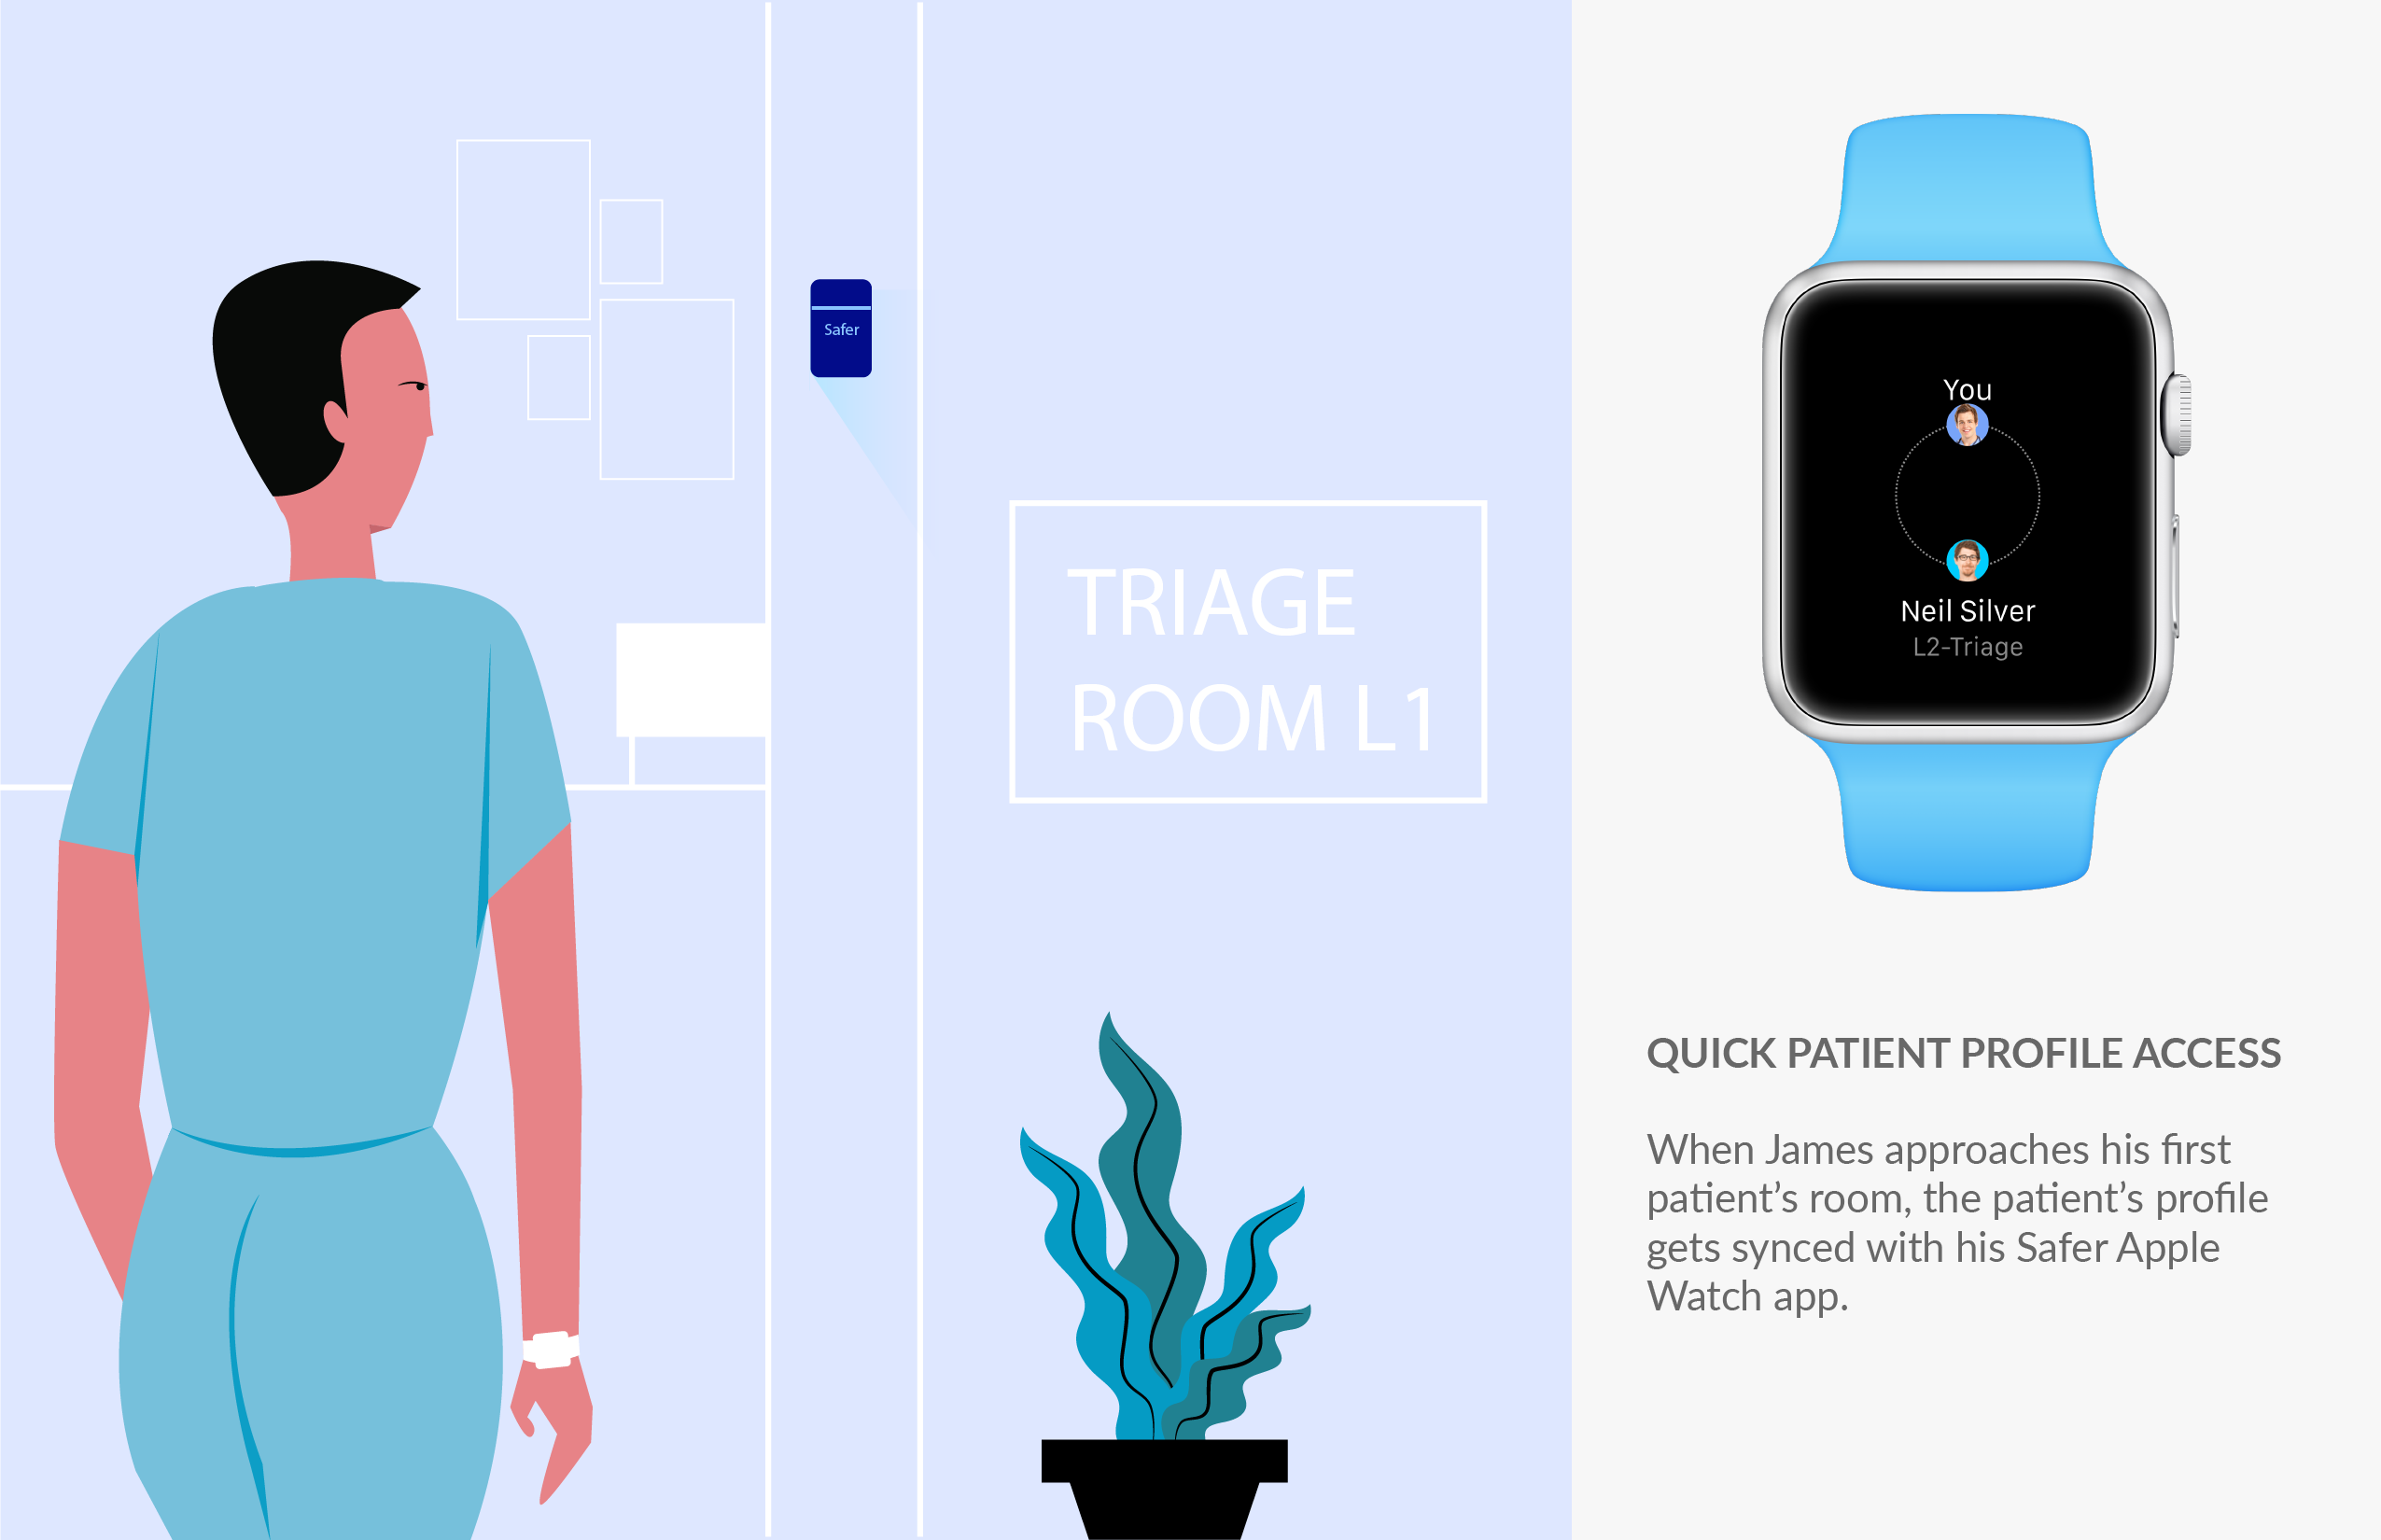 Safer
TRIAGE
ROOM L1
You
Neil Silver
L2-Triage
QUICK PATIENT PROFILE ACCESS
When James approaches his first
patient’s room, the patient’s profile
gets synced with his Safer Apple
Watch app.